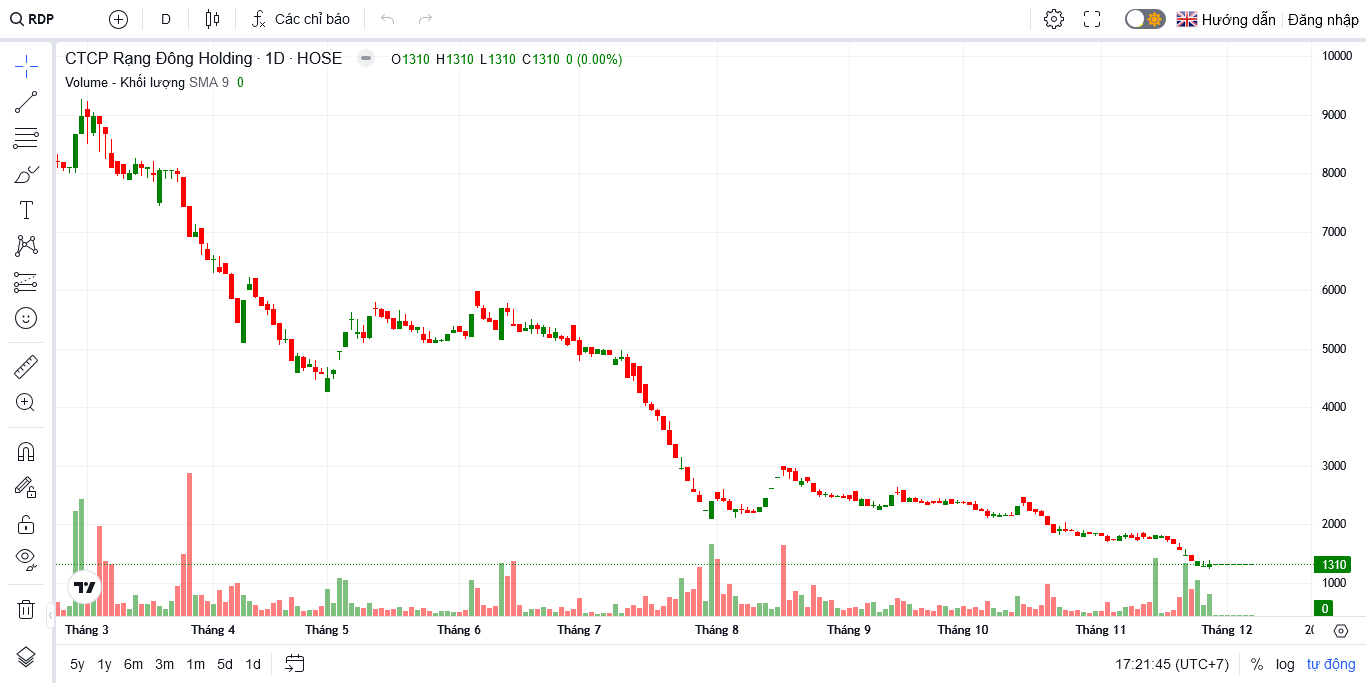 RDP D Các chỉ báo Hướng dẫn Đăng nhập
CTCP Rạng Đông Holding · 1D · HOSE O1310 H1310 L1310 C1310 0 (0.00%)
Volume - Khối lượng SMA 9 0
10000
9000
8000
7000
6000
5000
4000
3000
2000
1310
1000
0
Tháng 3 Tháng 4 Tháng 5 Tháng 6 Tháng 7 Tháng 8 Tháng 9 Tháng 10 Tháng 11 Tháng 12
5y 1y 6m 3m 1m 5d 1d 17:21:45 (UTC+7) % log tự động